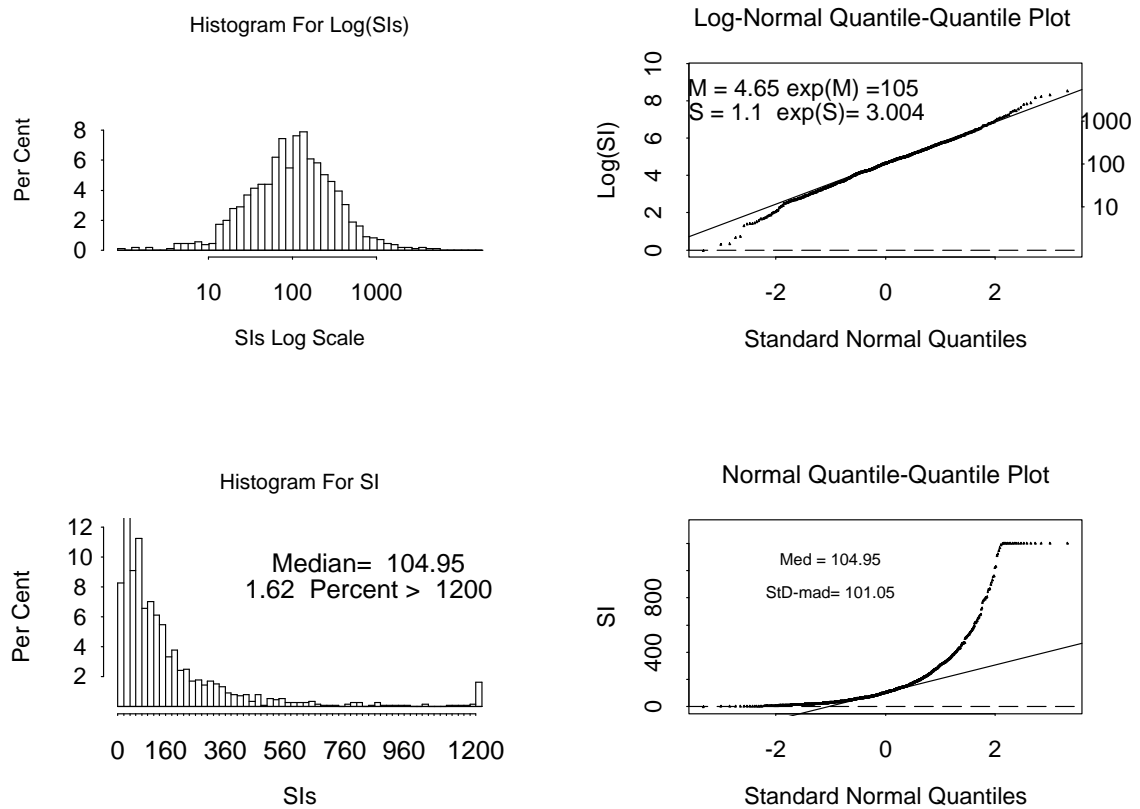 Histogram For Log(SIs)
Per Cent
8
6
4
2
0
10 100 1000
SIs Log Scale
Log-Normal Quantile-Quantile Plot
M = 4.65 exp(M) =105
S = 1.1 exp(S)= 3.004
Log(SI)
10
8
6
4
2
0
1000
100
10
-2 0 2
Standard Normal Quantiles
Histogram For SI
Median= 104.95
1.62 Percent > 1200
Per Cent
12
10
8
6
4
2
0 160 360 560 760 960 1200
SIs
Normal Quantile-Quantile Plot
Med = 104.95
StD-mad= 101.05
SI
800
400
0
-2 0 2
Standard Normal Quantiles